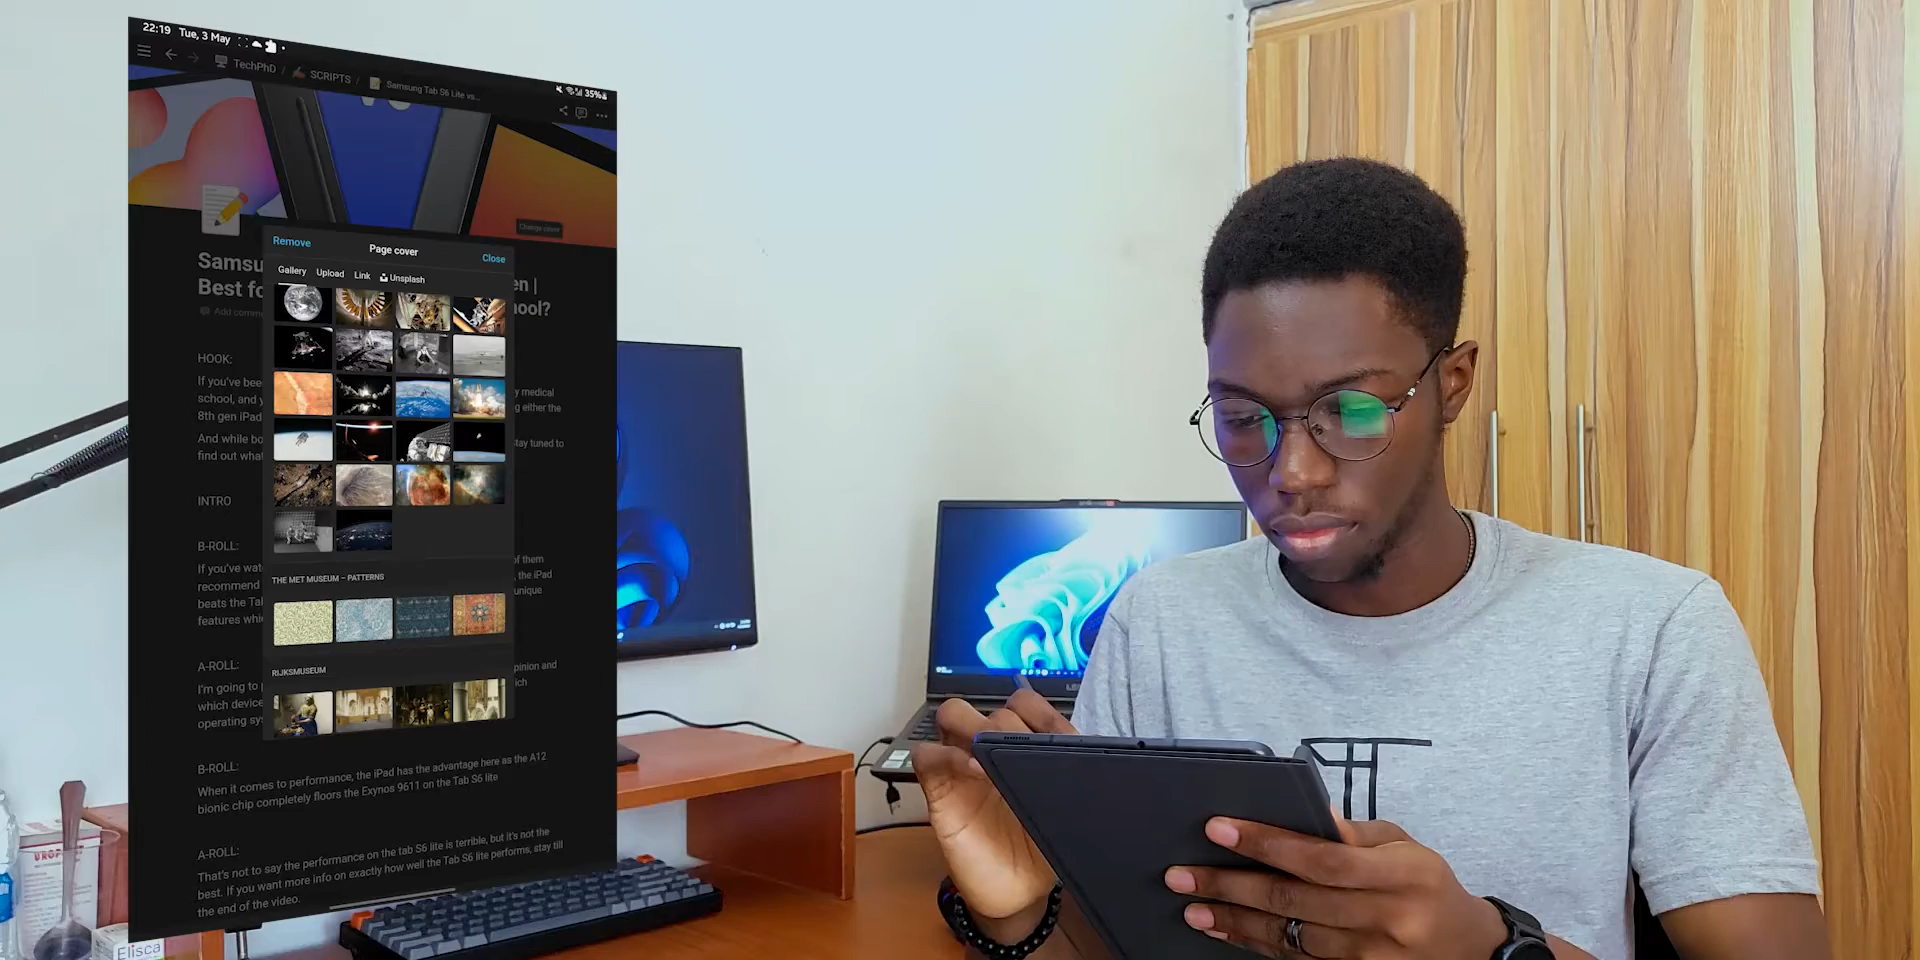 22:19 Tue, 3 May
35%
TechPhD / SCRIPTS / Samsung Tab S6 Lite vs...
Change cover
Remove
Page cover
Close
Gallery Upload Link Unsplash
Samsu
en |
Best fo
ool?
Add comm
HOOK:
If you've bee
y medical
school, and y
g either the
8th gen iPad
And while bo
tay tuned to
find out what
INTRO
B-ROLL:
of them
If you've wat
, the iPad
recommend
unique
beats the Ta
features whi
THE MET MUSEUM – PATTERNS
RIJKSMUSEUM
A-ROLL:
pinion and
I'm going to
ich
which device
operating sys
B-ROLL:
When it comes to performance, the iPad has the advantage here as the A12
bionic chip completely floors the Exynos 9611 on the Tab S6 lite
A-ROLL:
That's not to say the performance on the tab S6 lite is terrible, but it's not the
best. If you want more info on exactly how well the Tab S6 lite performs, stay till
the end of the video.
Elisca